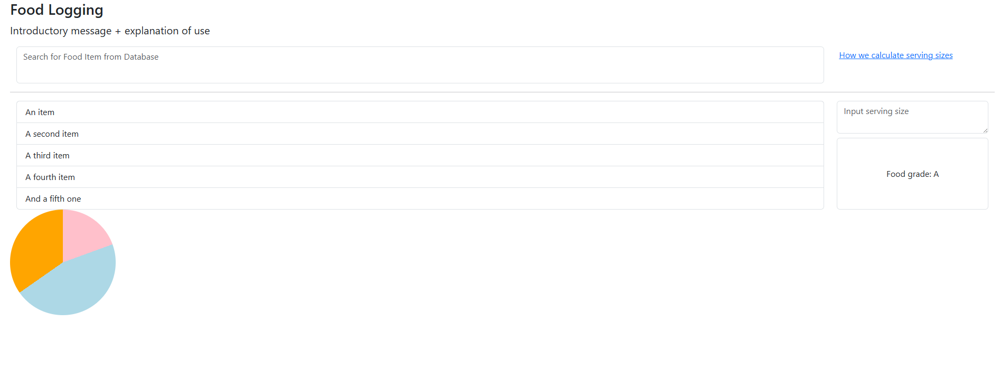 Food Logging
Introductory message + explanation of use
Search for Food Item from Database
How we calculate serving sizes
An item
A second item
A third item
A fourth item
And a fifth one
Input serving size
Food grade: A